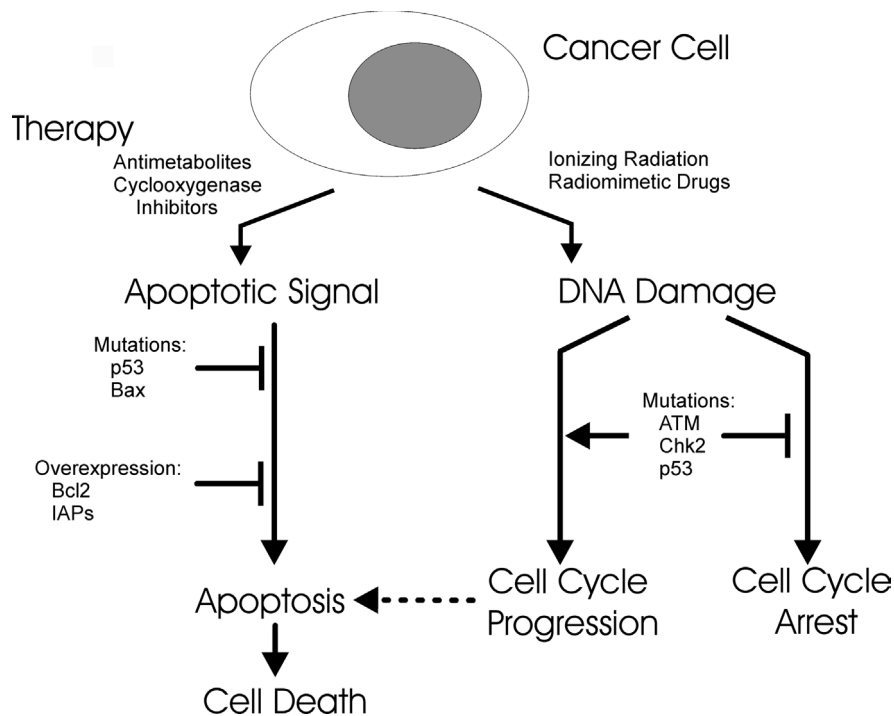 Cancer Cell
Therapy
Antimetabolites
Cyclooxygenase
Inhibitors
Ionizing Radiation
Radiomimetic Drugs
Apoptotic Signal
DNA Damage
Mutations:
p53
Bax
Mutations:
ATM
Chk2
p53
Overexpression:
Bcl2
IAPs
Apoptosis
Cell Cycle
Progression
Cell Cycle
Arrest
Cell Death